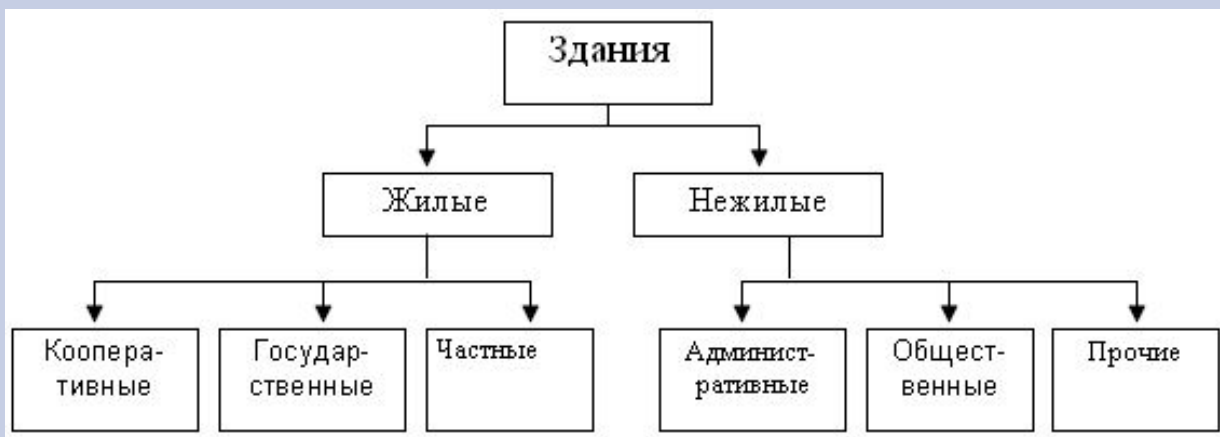 Здания
Жилые
Нежилые
Коопера-
тивные
Государ-
ственные
Частные
Админист-
ративные
Общест-
венные
Прочие